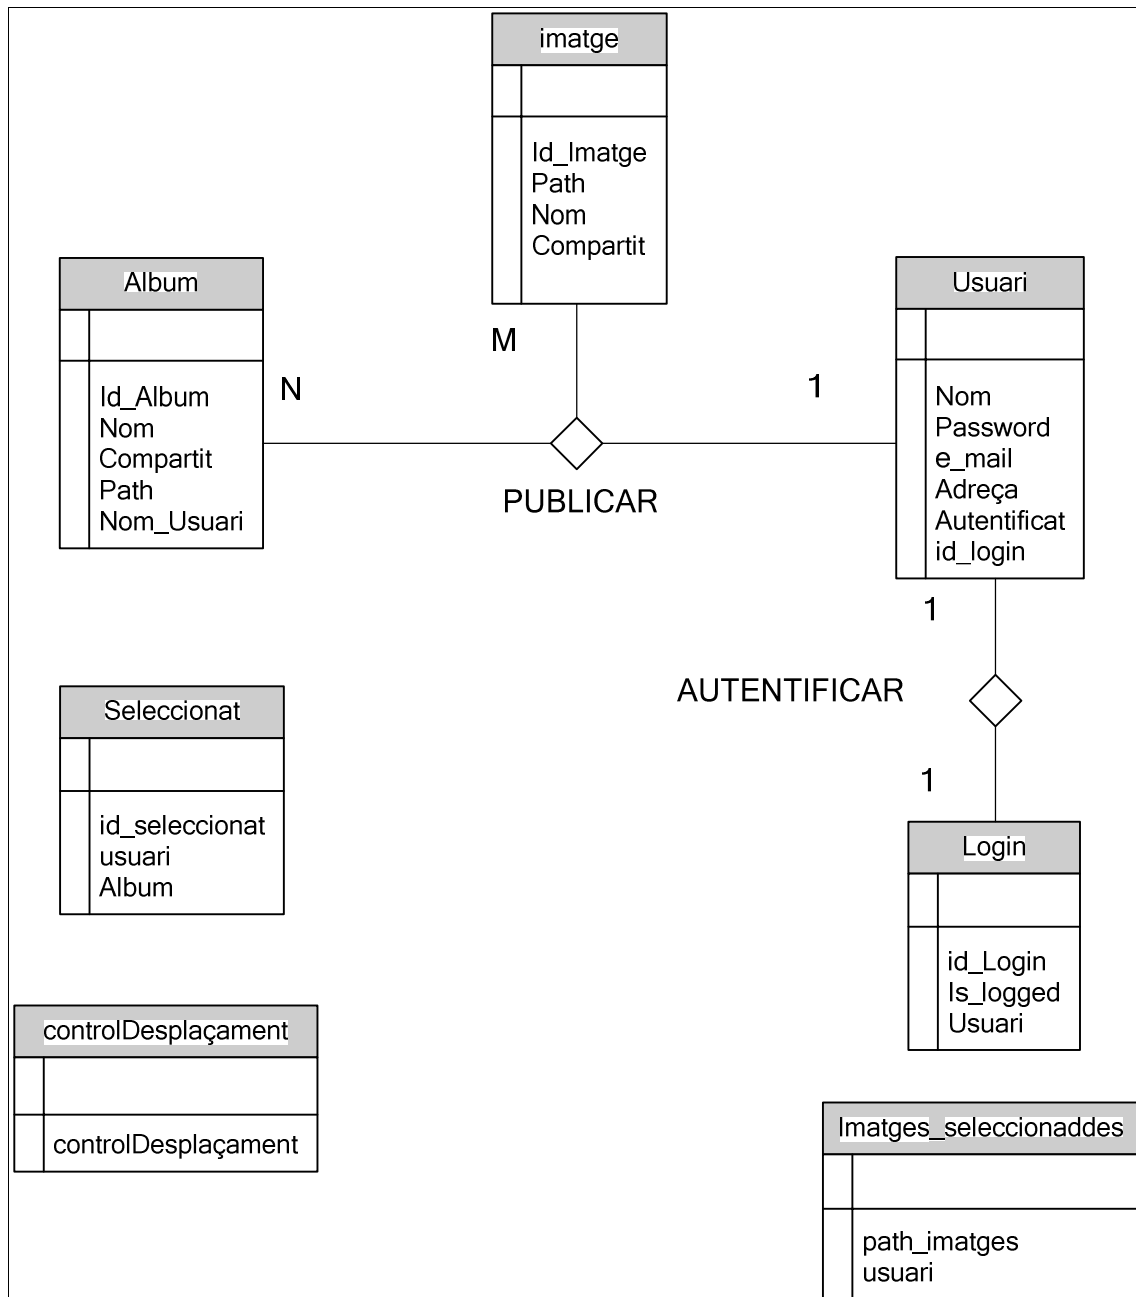 imatge
Id_Imatge
Path
Nom
Compartit
Album
Id_Album
Nom
Compartit
Path
Nom_Usuari
Usuari
Nom
Password
e_mail
Adreça
Autentificat
id_login
M
N
1
PUBLICAR
1
AUTENTIFICAR
1
Seleccionat
id_seleccionat
usuari
Album
Login
id_Login
Is_logged
Usuari
controlDesplaçament
controlDesplaçament
Imatges_seleccionaddes
path_imatges
usuari